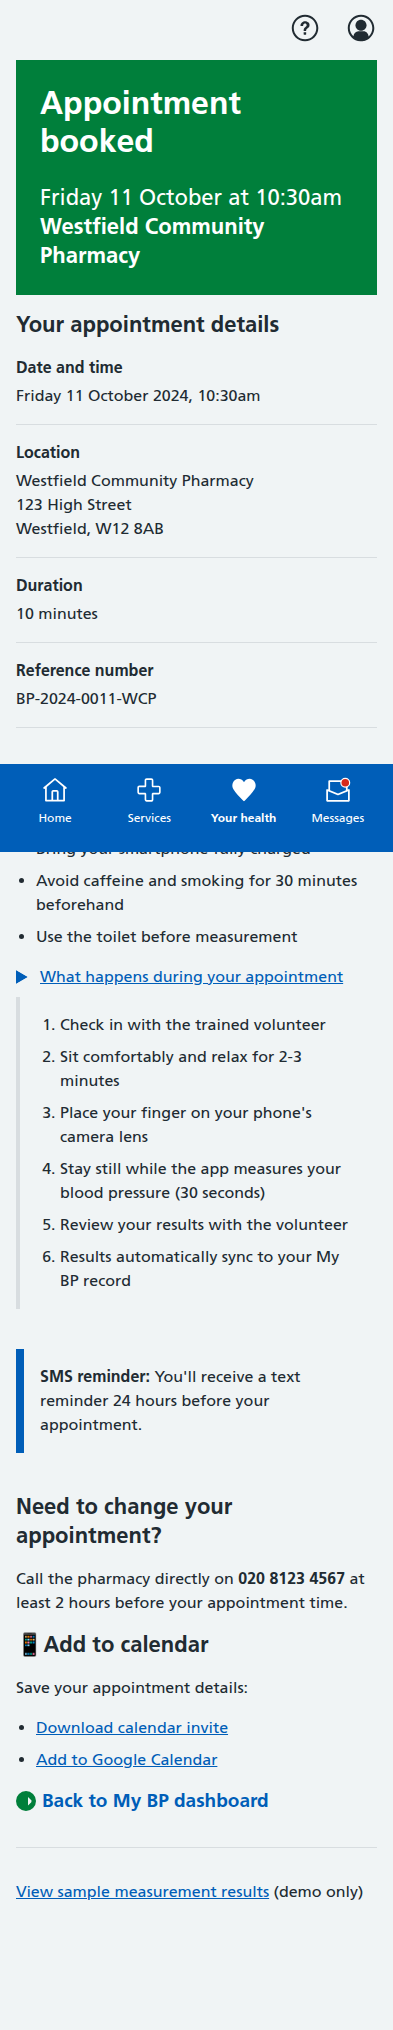 Appointment
booked
Friday 11 October at 10:30am
Westfield Community
Pharmacy
Your appointment details
Date and time
Friday 11 October 2024, 10:30am
Location
Westfield Community Pharmacy
123 High Street
Westfield, W12 8AB
Duration
10 minutes
Reference number
BP-2024-0011-WCP
Home Services Your health Messages
Bring your smartphone fully charged
• Avoid caffeine and smoking for 30 minutes
beforehand
• Use the toilet before measurement
What happens during your appointment
1. Check in with the trained volunteer
2. Sit comfortably and relax for 2-3
minutes
3. Place your finger on your phone's
camera lens
4. Stay still while the app measures your
blood pressure (30 seconds)
5. Review your results with the volunteer
6. Results automatically sync to your My
BP record
SMS reminder: You'll receive a text
reminder 24 hours before your
appointment.
Need to change your
appointment?
Call the pharmacy directly on 020 8123 4567 at
least 2 hours before your appointment time.
📱 Add to calendar
Save your appointment details:
• Download calendar invite
• Add to Google Calendar
Back to My BP dashboard
View sample measurement results (demo only)